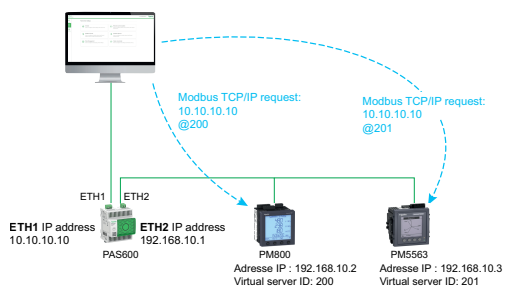 Modbus TCP/IP request:
10.10.10.10
@200
Modbus TCP/IP request:
10.10.10.10
@201
ETH1
ETH2
ETH1 IP address
10.10.10.10
ETH2 IP address
192.168.10.1
PAS600
PM800
Adresse IP : 192.168.10.2
Virtual server ID: 200
PM5563
Adresse IP : 192.168.10.3
Virtual server ID: 201